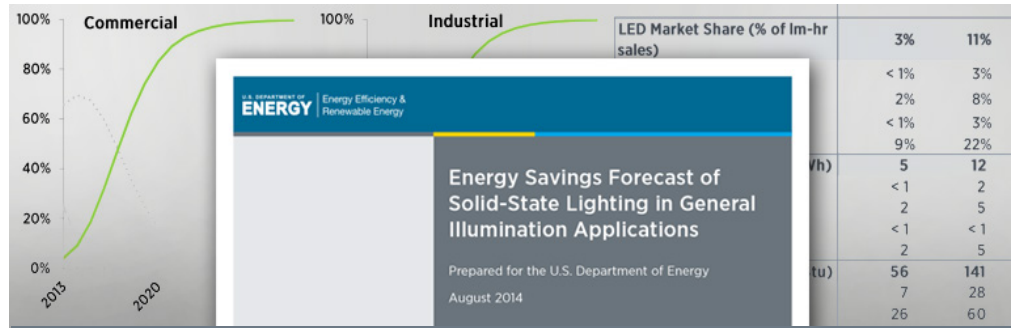 100%
Commercial
80%
60%
40%
20%
0%
2013
2020
100%
Industrial
LED Market Share (% of lm-hr
sales)
3% 11%
< 1% 3%
2% 8%
< 1% 3%
9% 22%
Vh) 5 12
< 1 2
2 5
< 1 < 1
2 5
tu) 56 141
7 28
26 60
U.S. DEPARTMENT OF
ENERGY
Energy Efficiency &
Renewable Energy
Energy Savings Forecast of
Solid-State Lighting in General
Illumination Applications
Prepared for the U.S. Department of Energy
August 2014